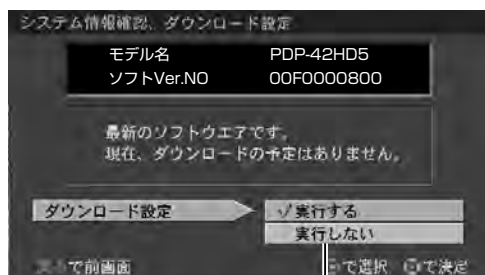 システム情報確認、ダウンロード設定
モデル名 PDP-42HD5
ソフトVer.NO 00F0000800
最新のソフトウエアです。
現在、ダウンロードの予定はありません。
ダウンロード設定 √実行する
実行しない
で前画面 で選択 で決定